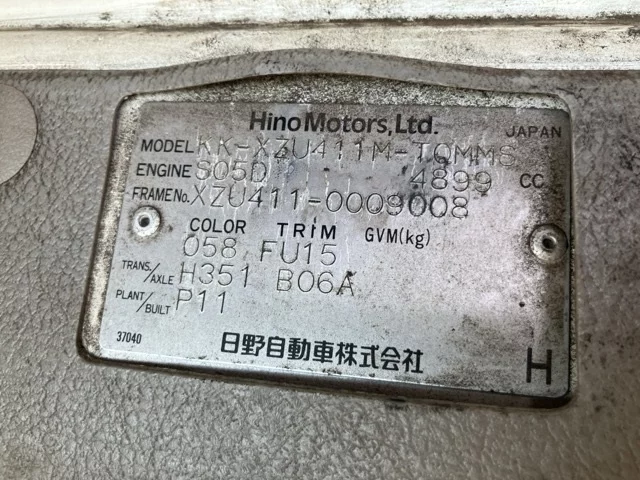 Hino Motors, Ltd. JAPAN
MODEL KK-XZU411M-TQMMS
ENGINE S05D 4899 CC
FRAME No. XZU411-0009008
COLOR TRIM GVM(kg)
058 FU15
TRANS./AXLE H351 B06A
PLANT/BUILT P11
37040 日野自動車株式会社 H